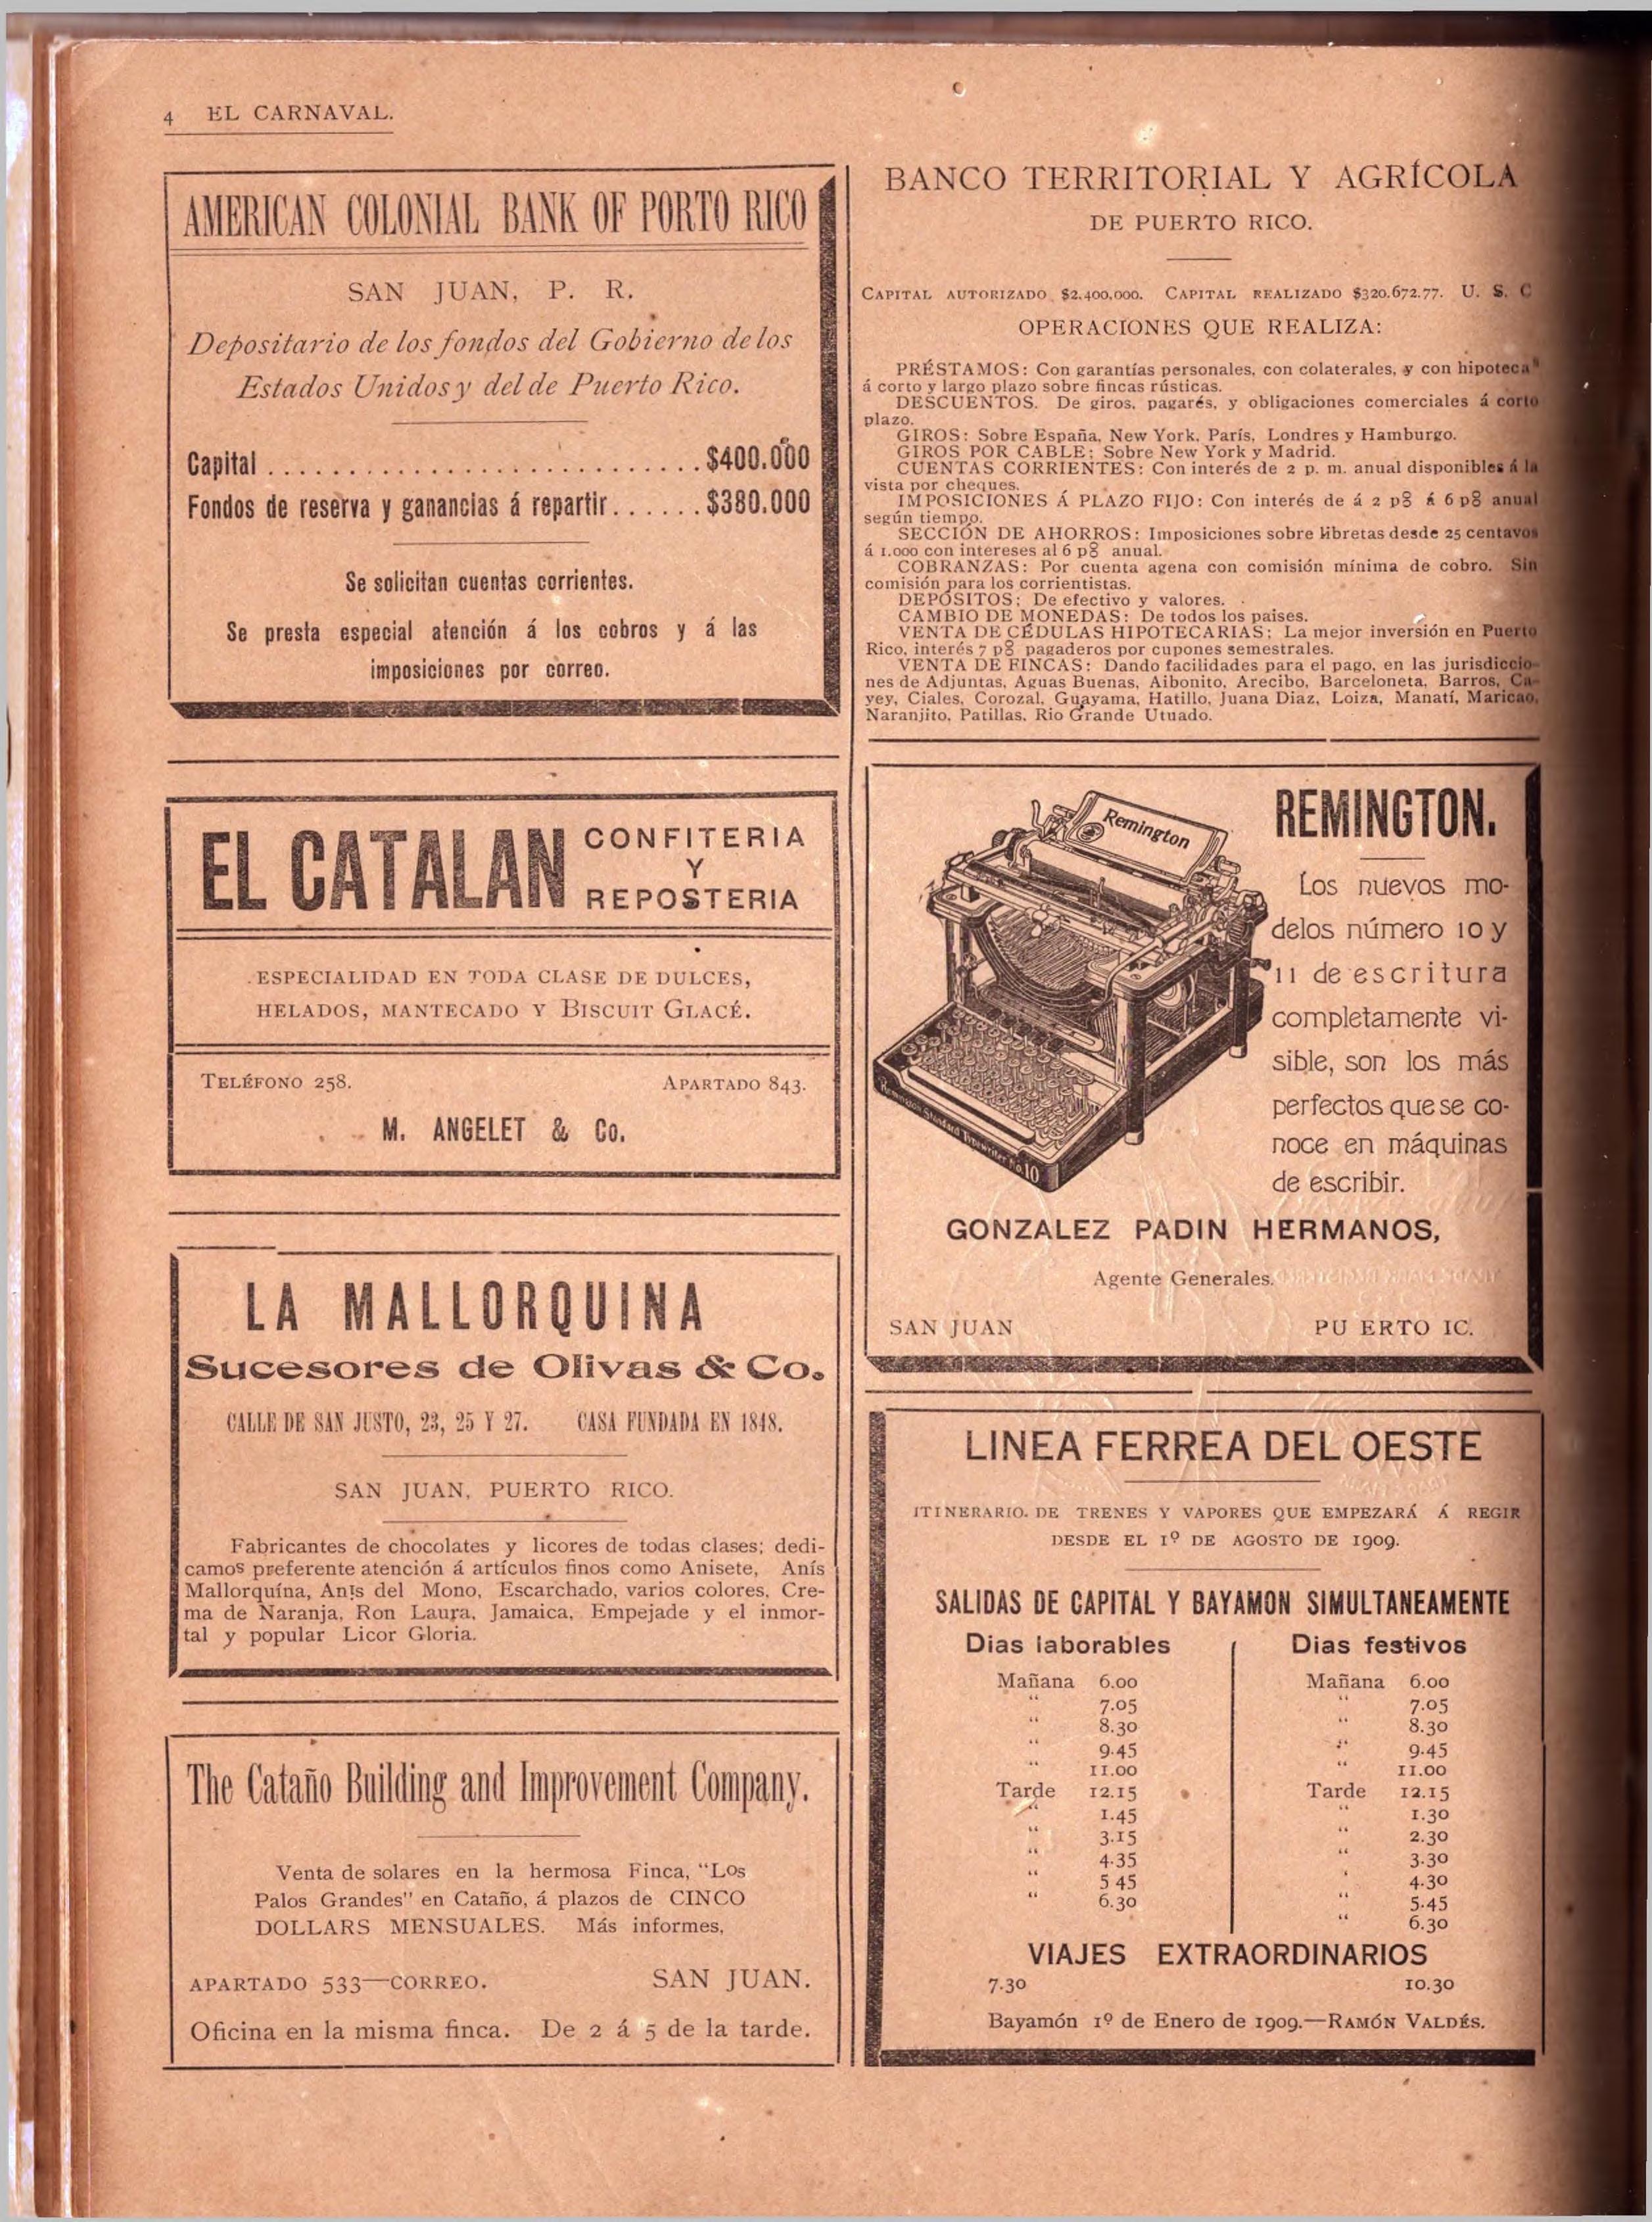 4 EL CARNAVAL.
AMERICAN COLONIAL BANK OF PORTO RICO
SAN JUAN, P. R.
Depositario de los fondos del Gobierno de los
Estados Unidos y del de Puerto Rico.
Capital ............................ $400.000
Fondos de reserva y ganancias á repartir ...... $380.000
Se solicitan cuentas corrientes.
Se presta especial atención á los cobros y á las
imposiciones por correo.
EL CATALAN CONFITERIA
Y
REPOSTERIA
ESPECIALIDAD EN TODA CLASE DE DULCES,
HELADOS, MANTECADO Y BISCUIT GLACÉ.
TELÉFONO 258. APARTADO 843.
M. ANGELET & Co.
LA MALLORQUINA
Sucesores de Olivas & Co.
CALLE DE SAN JUSTO, 23, 25 Y 27. CASA FUNDADA EN 1848.
SAN JUAN, PUERTO RICO.
Fabricantes de chocolates y licores de todas clases; dedi-
camos preferente atención á artículos finos como Anisete, Anís
Mallorquína, Anis del Mono, Escarchado, varios colores, Cre-
ma de Naranja, Ron Laura, Jamaica, Empejade y el inmor-
tal y popular Licor Gloria.
The Cataño Building and Improvement Company.
Venta de solares en la hermosa Finca, "Los
Palos Grandes" en Cataño, á plazos de CINCO
DOLLARS MENSUALES. Más informes,
APARTADO 533—CORREO. SAN JUAN.
Oficina en la misma finca. De 2 á 5 de la tarde.
BANCO TERRITORIAL Y AGRÍCOLA
DE PUERTO RICO.
CAPITAL AUTORIZADO $2.400,000. CAPITAL REALIZADO $320.672.77. U. S. C
OPERACIONES QUE REALIZA:
PRÉSTAMOS: Con garantías personales, con colaterales, y con hipoteca
á corto y largo plazo sobre fincas rústicas.
DESCUENTOS. De giros, pagarés, y obligaciones comerciales á corto
plazo.
GIROS: Sobre España, New York, París, Londres y Hamburgo.
GIROS POR CABLE: Sobre New York y Madrid.
CUENTAS CORRIENTES: Con interés de 2 p. m. anual disponibles á la
vista por cheques.
IMPOSICIONES Á PLAZO FIJO: Con interés de á 2 p% á 6 p% anual
según tiempo.
SECCIÓN DE AHORROS: Imposiciones sobre libretas desde 25 centavos
á 1.000 con intereses al 6 p% anual.
COBRANZAS: Por cuenta agena con comisión mínima de cobro. Sin
comisión para los corrientistas.
DEPÓSITOS: De efectivo y valores.
CAMBIO DE MONEDAS: De todos los paises.
VENTA DE CÉDULAS HIPOTECARIAS: La mejor inversión en Puerto
Rico, interés 7 p% pagaderos por cupones semestrales.
VENTA DE FINCAS: Dando facilidades para el pago, en las jurisdiccio-
nes de Adjuntas, Aguas Buenas, Aibonito, Arecibo, Barceloneta, Barros, Ca-
yey, Ciales, Corozal, Guayama, Hatillo, Juana Diaz, Loiza, Manatí, Maricao,
Naranjito, Patillas, Rio Grande Utuado.
Remington
Remington Standard Typewriter No. 10
REMINGTON.
Los nuevos mo-
delos número 10 y
11 de escritura
completamente vi-
sible, son los más
perfectos que se co-
noce en máquinas
de escribir.
GONZALEZ PADIN HERMANOS,
Agente Generales.
SAN JUAN PU ERTO IC.
LINEA FERREA DEL OESTE
ITINERARIO. DE TRENES Y VAPORES QUE EMPEZARÁ Á REGIR
DESDE EL 1º DE AGOSTO DE 1909.
SALIDAS DE CAPITAL Y BAYAMON SIMULTANEAMENTE
Dias laborables Dias festivos
Mañana 6.00 Mañana 6.00
" 7.05 " 7.05
" 8.30 " 8.30
" 9.45 " 9.45
" 11.00 " 11.00
Tarde 12.15 Tarde 12.15
" 1.45 " 1.30
" 3.15 " 2.30
" 4.35 " 3.30
" 5 45 " 4.30
" 6.30 " 5.45
" 6.30
VIAJES EXTRAORDINARIOS
7.30 10.30
Bayamón 1º de Enero de 1909.—RAMÓN VALDÉS.